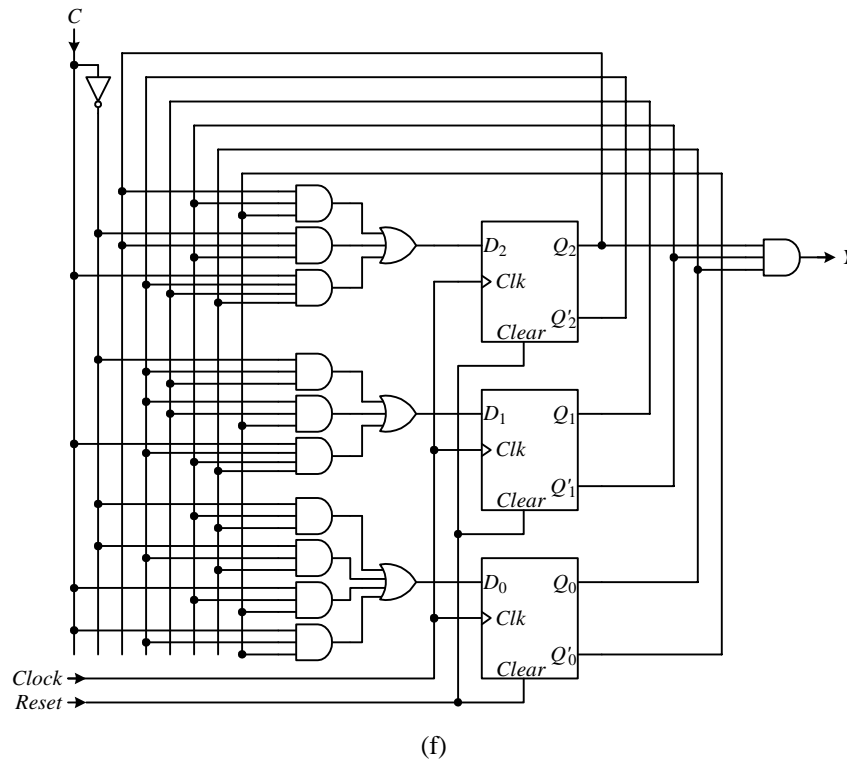 C
D2 Q2
Clk
Q'2
Clear
Y
D1 Q1
Clk
Q'1
Clear
D0 Q0
Clk
Q'0
Clear
Clock
Reset
(f)